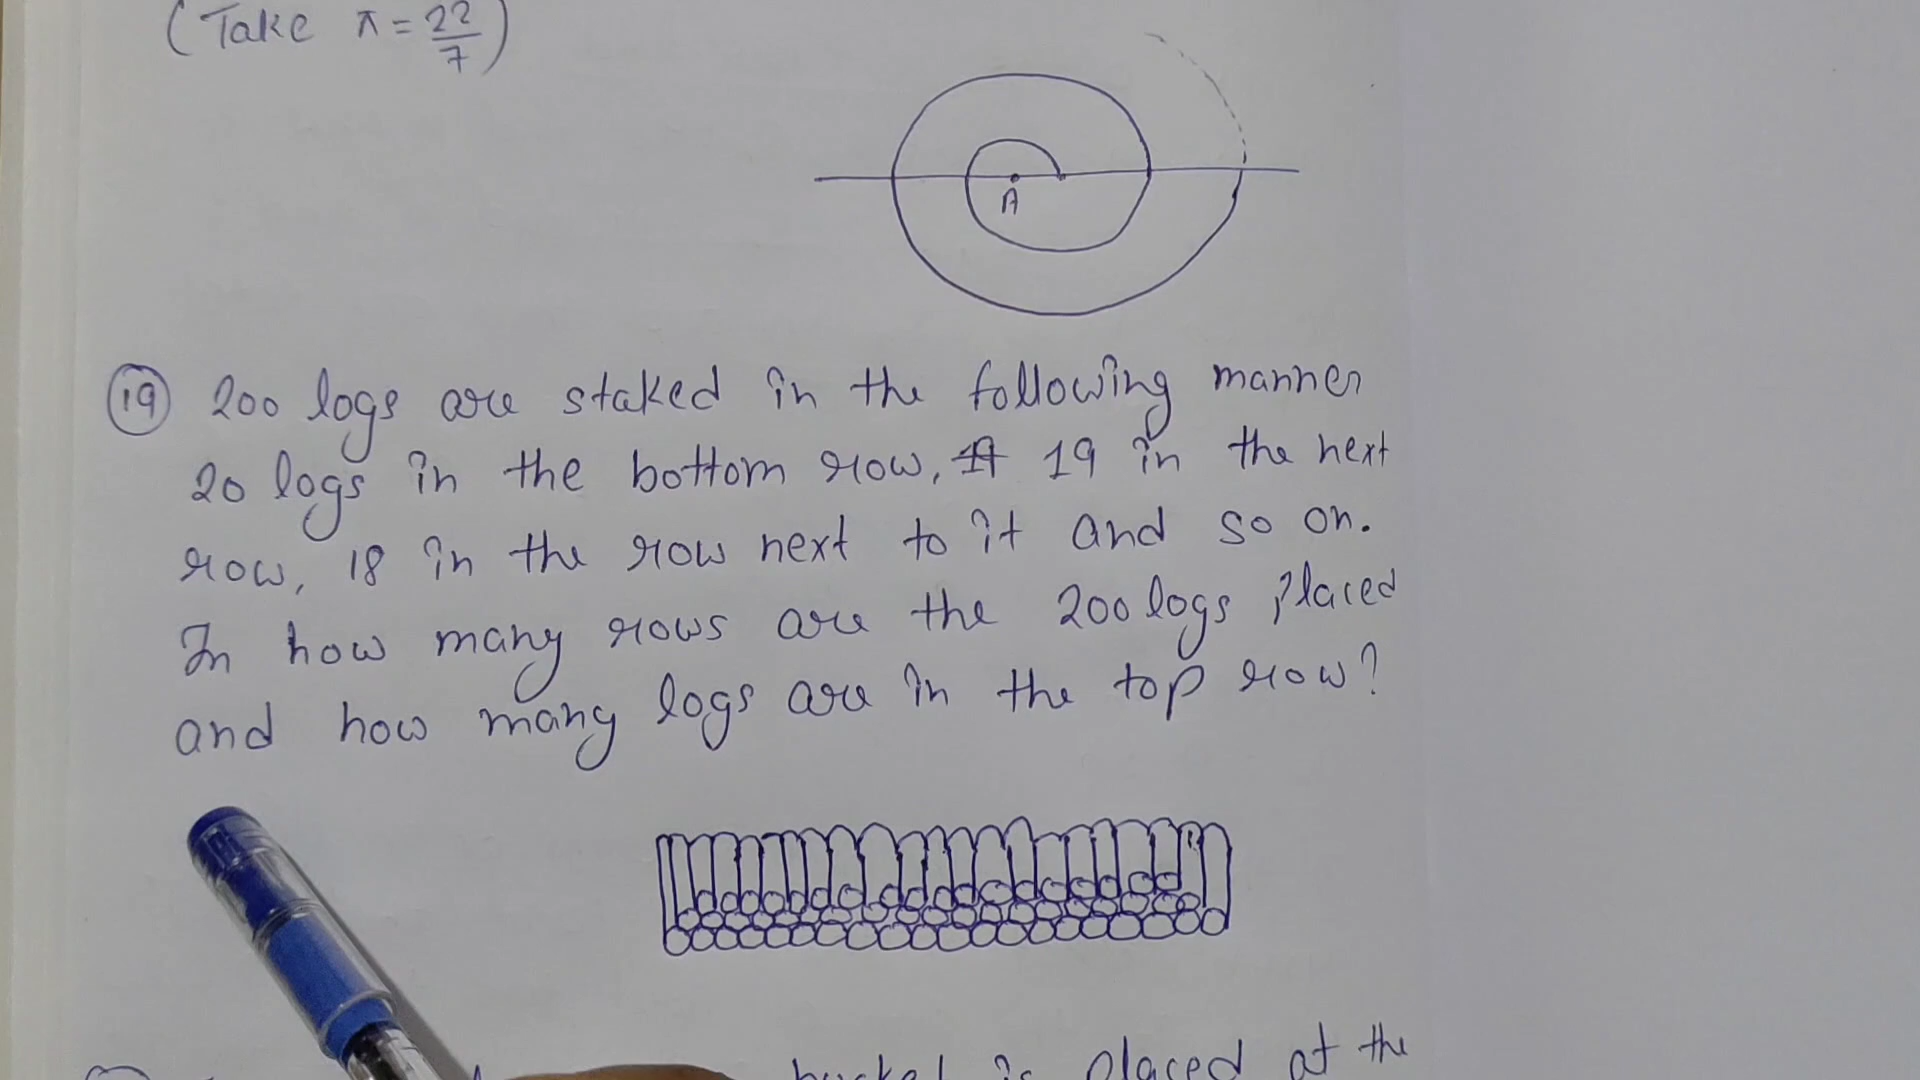 (Take π = 22/7)
A
(19) 200 logs are staked in the following manner
20 logs in the bottom row, 19 in the next
row, 18 in the row next to it and so on.
In how many rows are the 200 logs placed
and how many logs are in the top row?
is placed at the